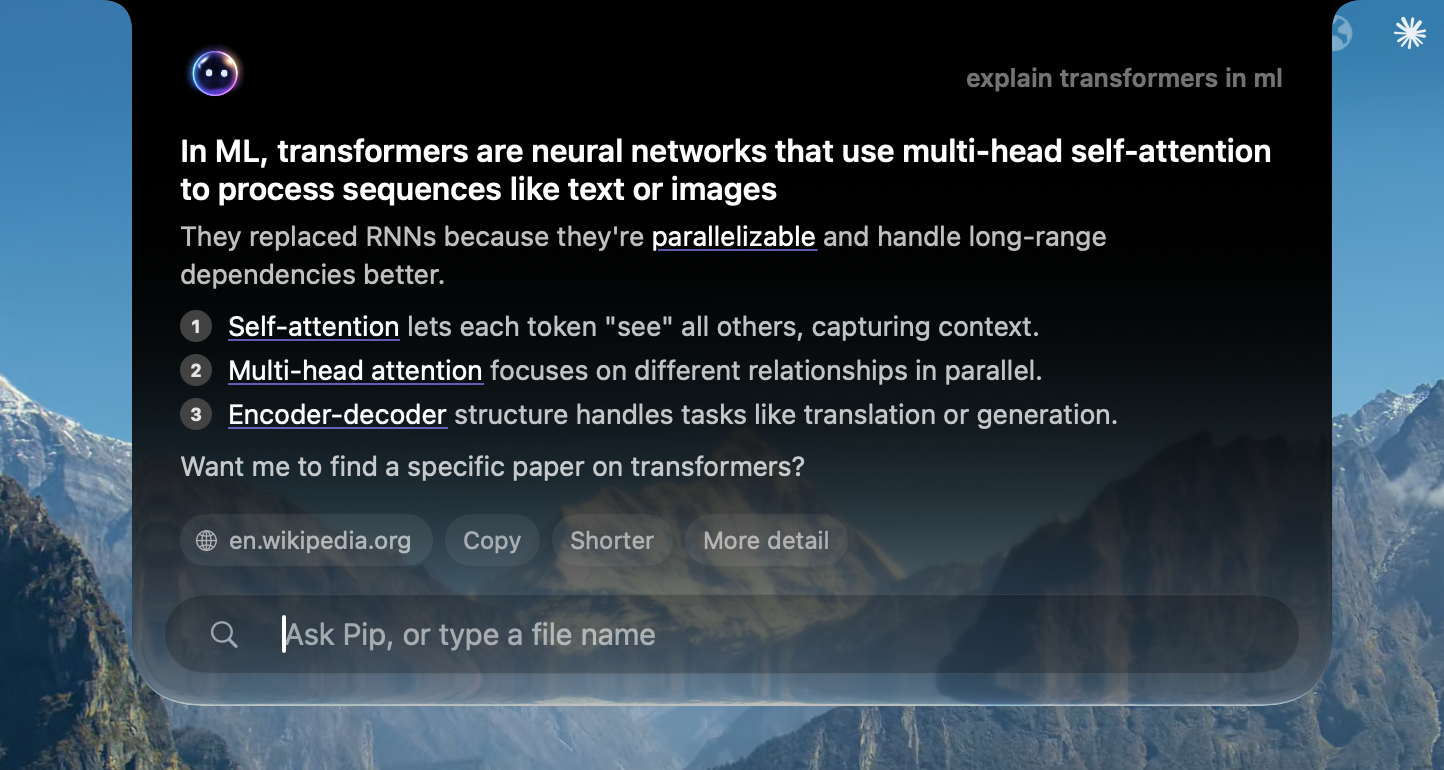 explain transformers in ml
In ML, transformers are neural networks that use multi-head self-attention
to process sequences like text or images
They replaced RNNs because they're parallelizable and handle long-range
dependencies better.
1 Self-attention lets each token "see" all others, capturing context.
2 Multi-head attention focuses on different relationships in parallel.
3 Encoder-decoder structure handles tasks like translation or generation.
Want me to find a specific paper on transformers?
en.wikipedia.org Copy Shorter More detail
Ask Pip, or type a file name